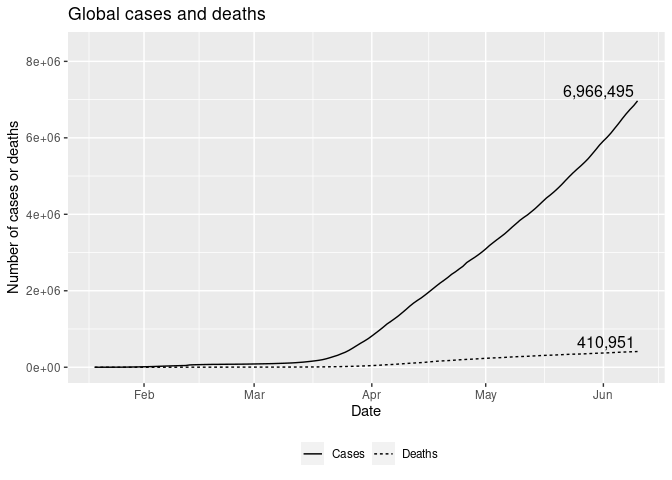 Global cases and deaths
Number of cases or deaths
8e+06
6e+06
4e+06
2e+06
0e+00
6,966,495
410,951
Feb Mar Apr May Jun
Date
Cases Deaths